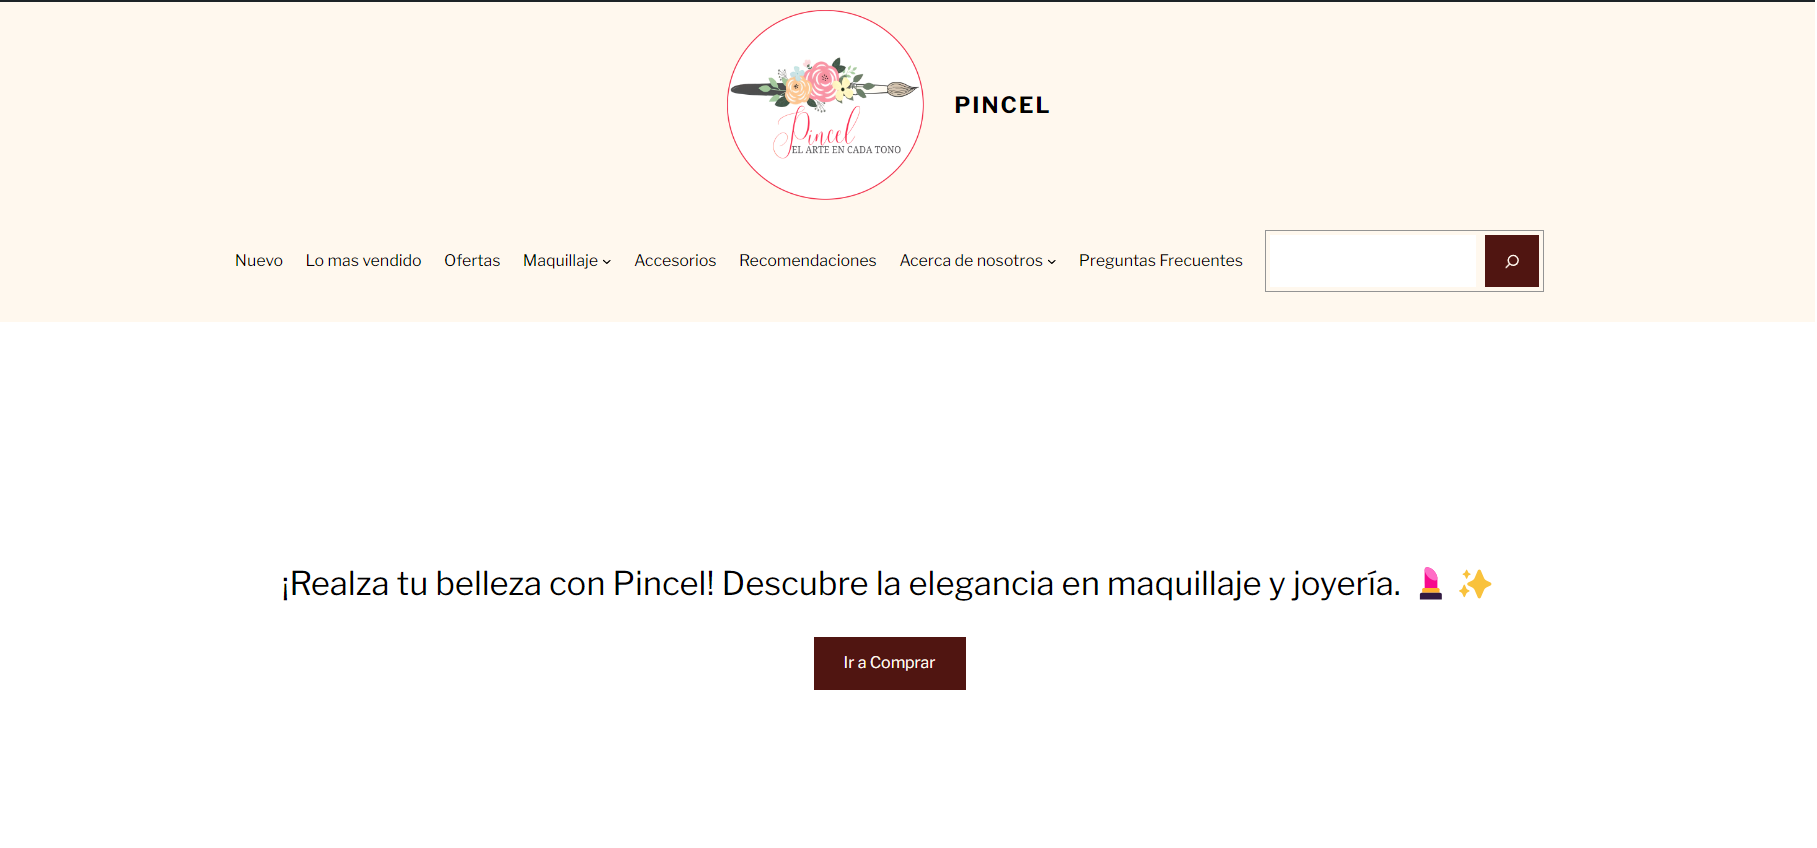 Pincel
EL ARTE EN CADA TONO
PINCEL
Nuevo Lo mas vendido Ofertas Maquillaje Accesorios Recomendaciones Acerca de nosotros Preguntas Frecuentes
¡Realza tu belleza con Pincel! Descubre la elegancia en maquillaje y joyería. 💄 ✨
Ir a Comprar